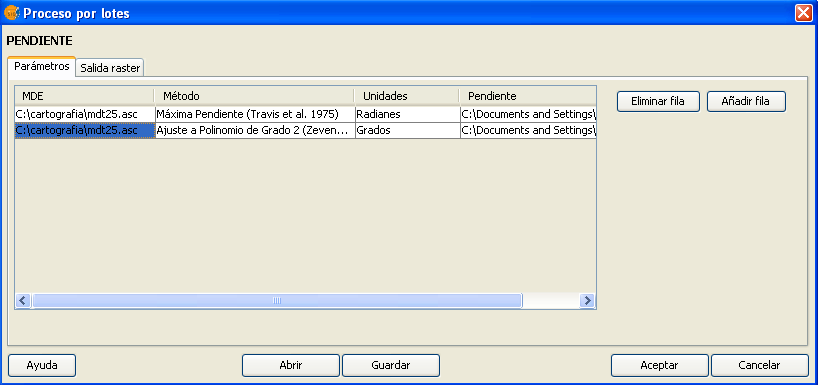 Proceso por lotes
PENDIENTE
Parámetros Salida raster
MDE Método Unidades Pendiente
C:\cartografia\mdt25.asc Máxima Pendiente (Travis et al. 1975) Radianes C:\Documents and Settings\
C:\cartografia\mdt25.asc Ajuste a Polinomio de Grado 2 (Zeven... Grados C:\Documents and Settings\
Eliminar fila Añadir fila
Ayuda Abrir Guardar Aceptar Cancelar